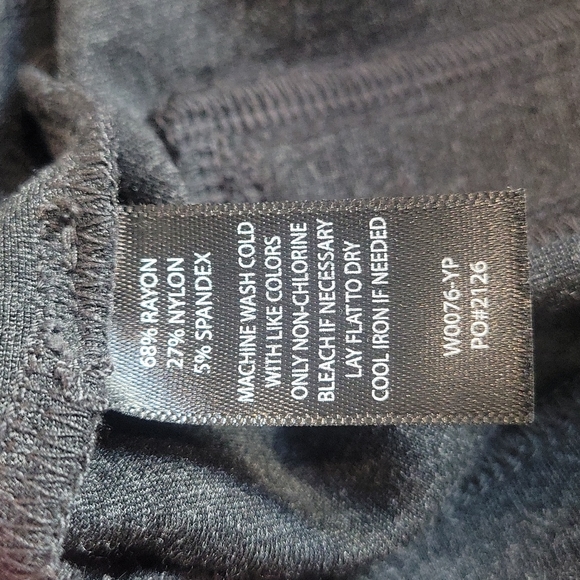 68% RAYON
27% NYLON
5% SPANDEX
MACHINE WASH COLD
WITH LIKE COLORS
ONLY NON-CHLORINE
BLEACH IF NECESSARY
LAY FLAT TO DRY
COOL IRON IF NEEDED
W0076-YP
PO#2126